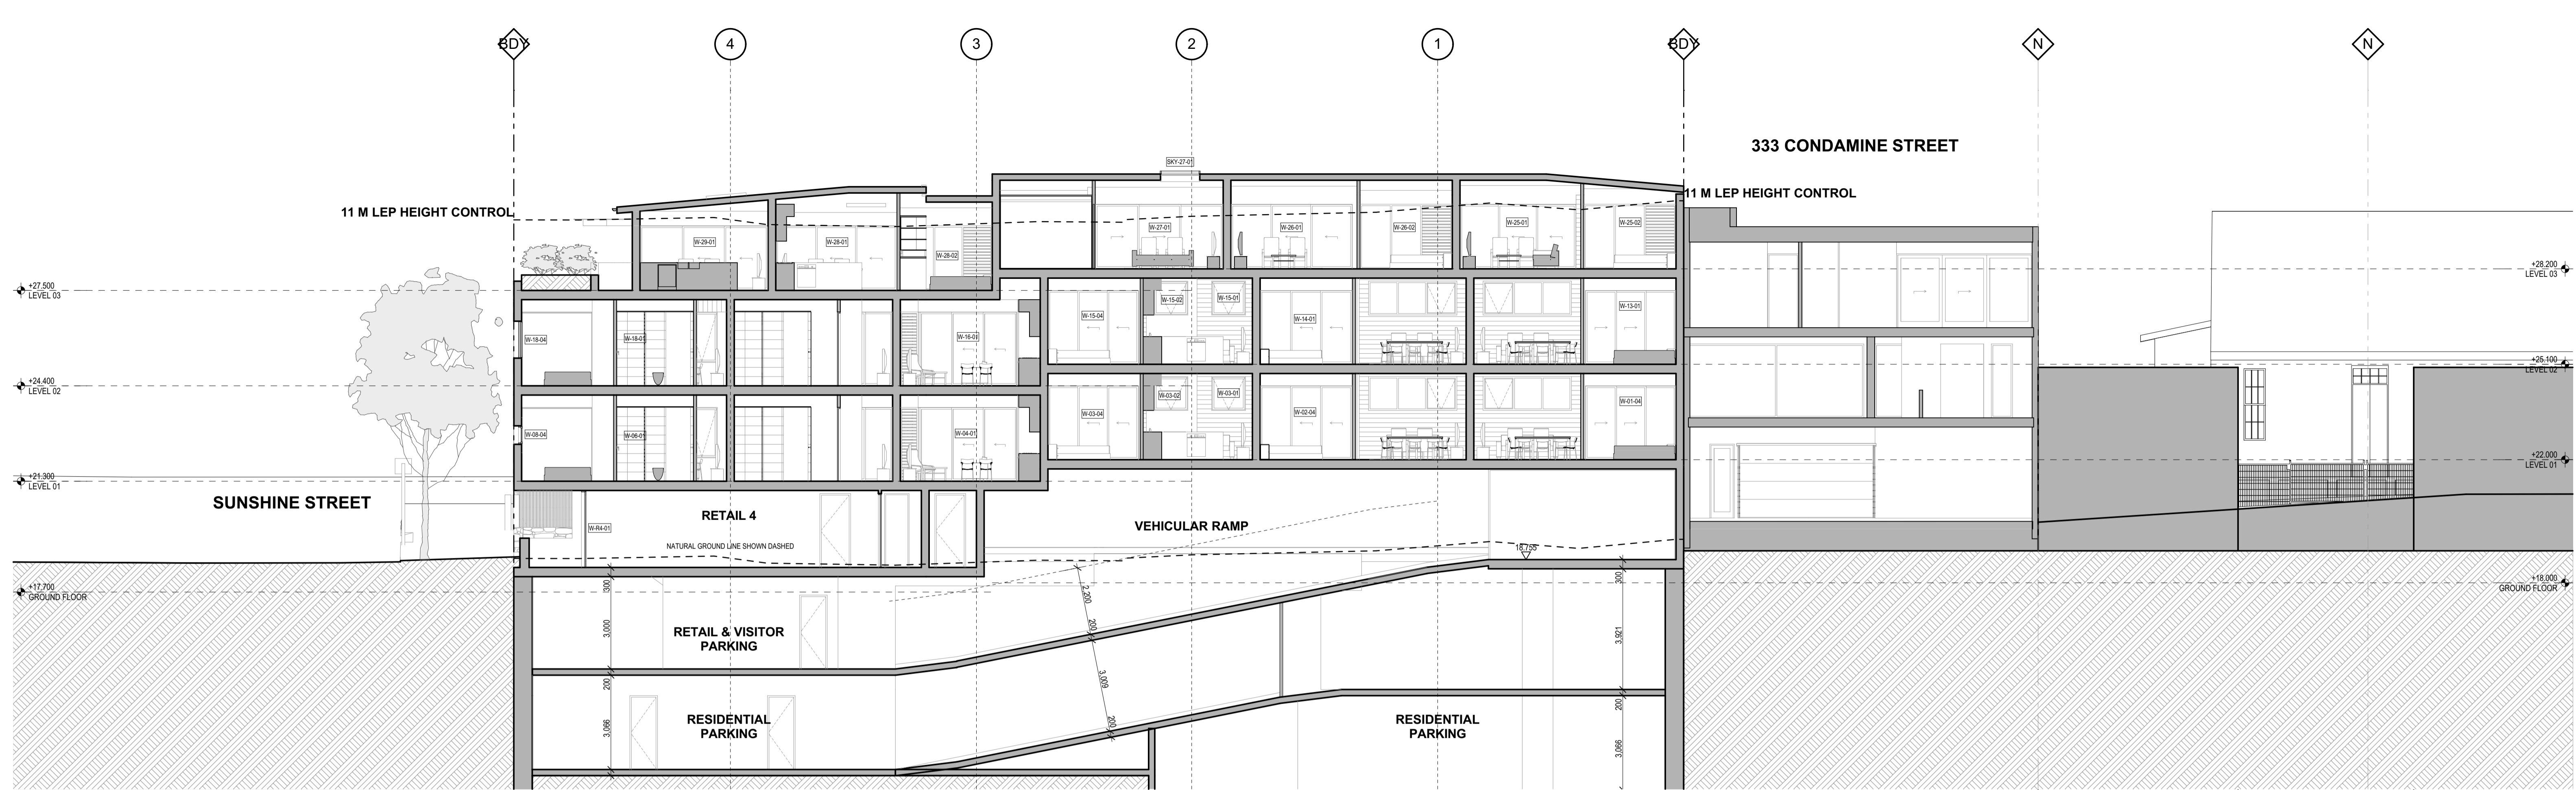 BDY
4
3
2
1
BDY
N
N
333 CONDAMINE STREET
SKY-27-01
11 M LEP HEIGHT CONTROL
11 M LEP HEIGHT CONTROL
W-29-01
W-28-01
W-28-02
W-27-01
W-26-01
W-26-02
W-25-01
W-25-02
+27.500
LEVEL 03
+28.200
LEVEL 03
W-18-04
W-18-01
W-16-01
W-15-04
W-15-02
W-15-01
W-14-01
W-13-01
+24.400
LEVEL 02
+25.100
LEVEL 02
W-08-04
W-06-01
W-04-01
W-03-04
W-03-02
W-03-01
W-02-04
W-01-04
+21.300
LEVEL 01
+22.000
LEVEL 01
SUNSHINE STREET
W-R4-01
RETAIL 4
NATURAL GROUND LINE SHOWN DASHED
VEHICULAR RAMP
18.755
+17.700
GROUND FLOOR
+18.000
GROUND FLOOR
300
3,000
200
3,066
RETAIL & VISITOR
PARKING
2,200
200
3,009
200
300
3,921
200
3,066
RESIDENTIAL
PARKING
RESIDENTIAL
PARKING